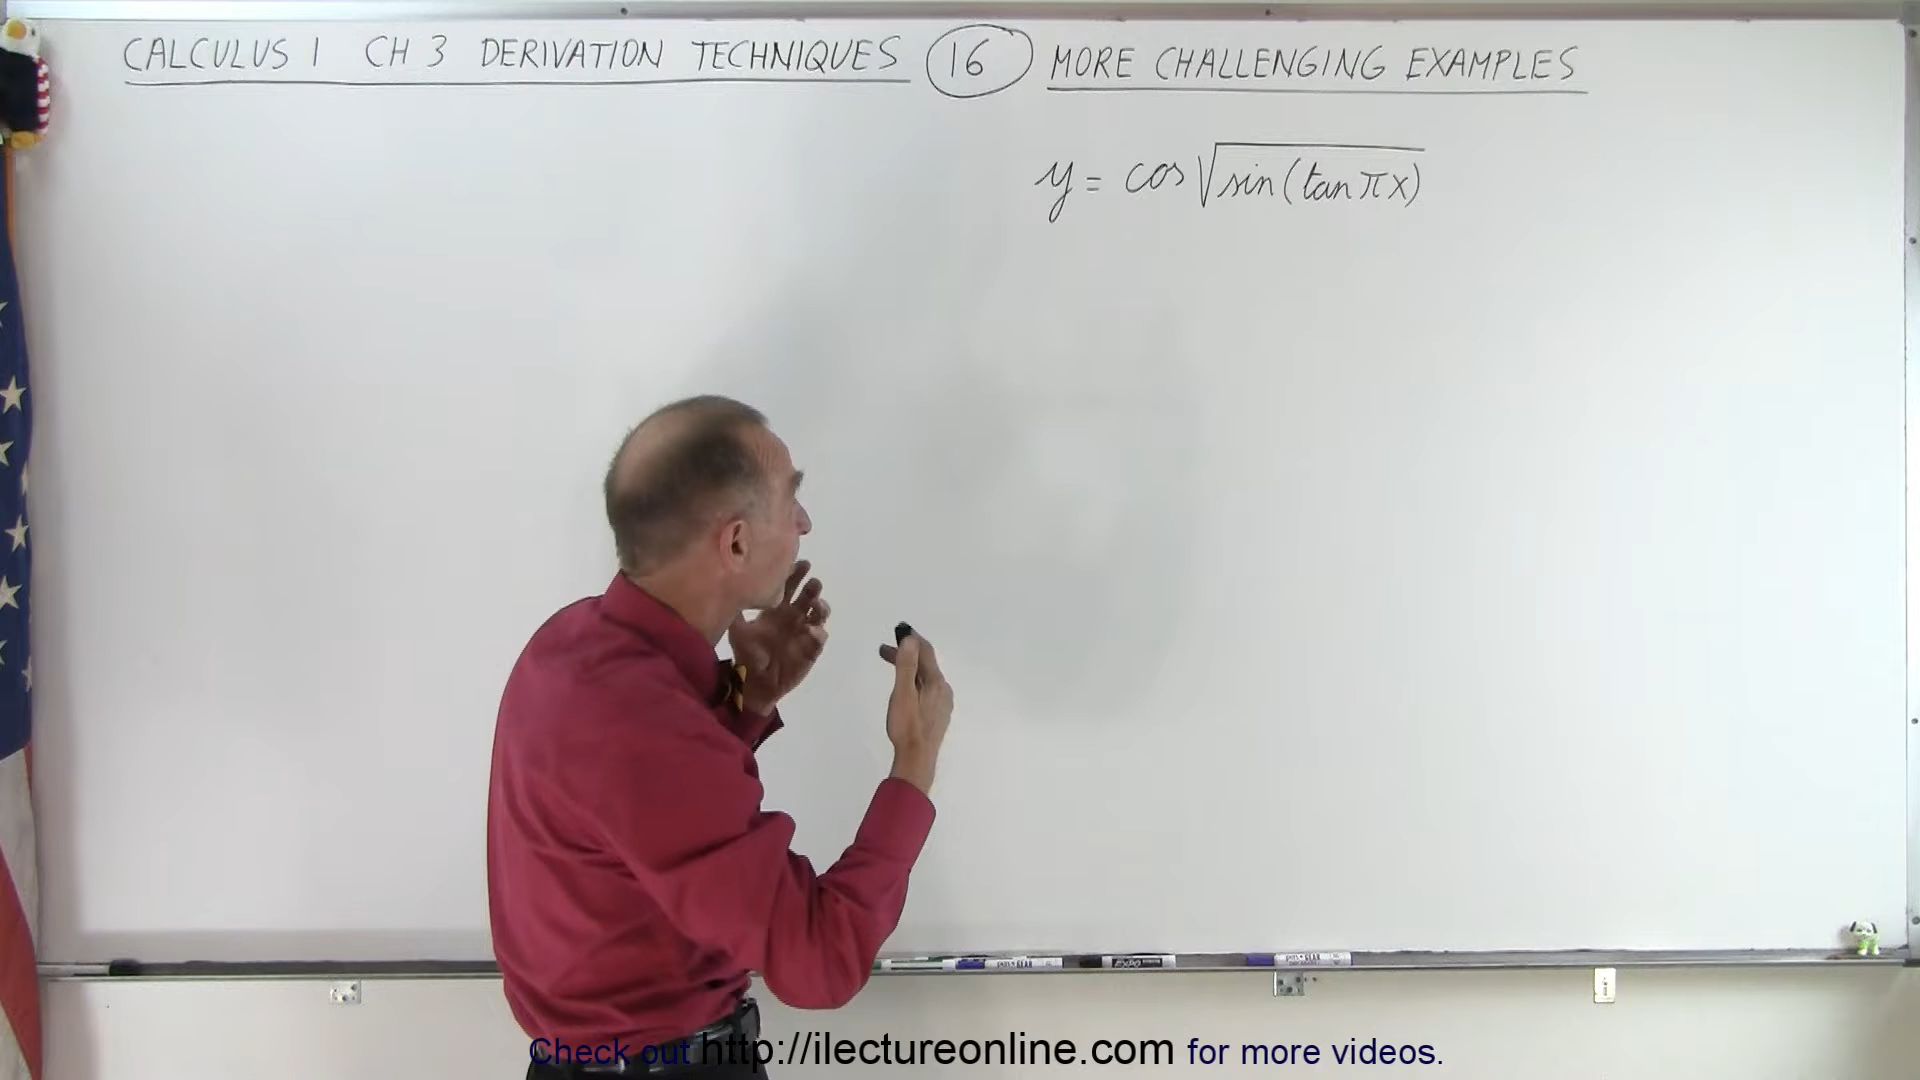 CALCULUS 1 CH 3 DERIVATION TECHNIQUES 16 MORE CHALLENGING EXAMPLES
y = cos√sin(tan πx)
Check out http://ilectureonline.com for more videos.